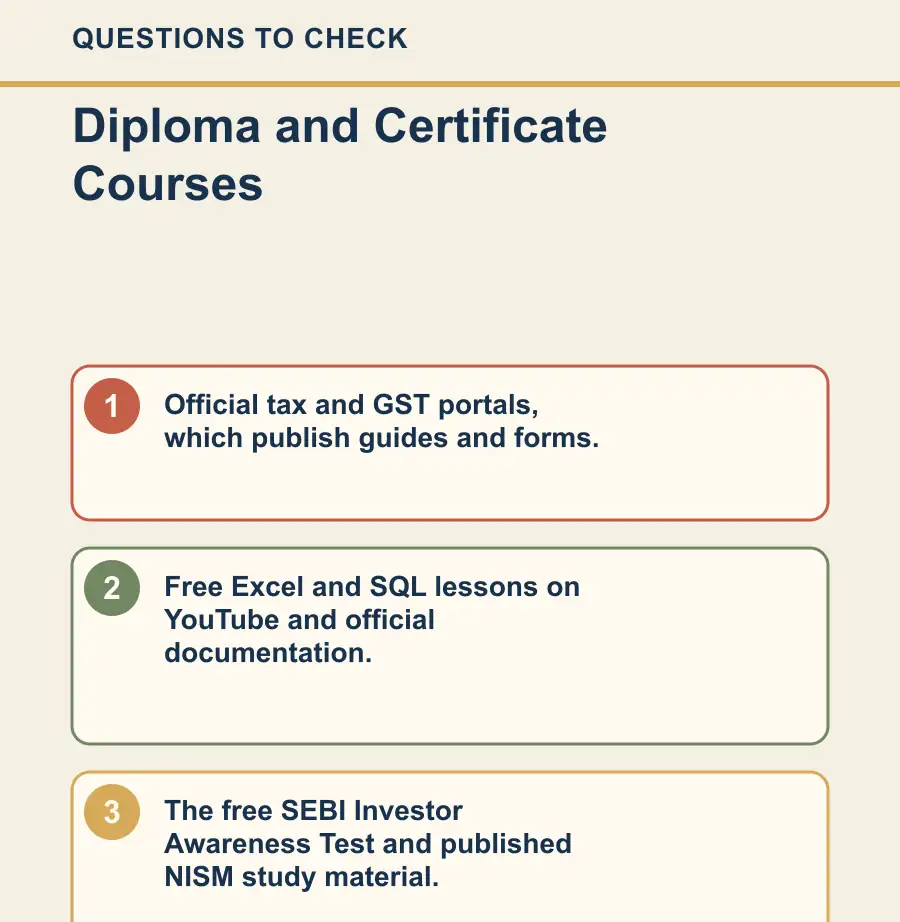 QUESTIONS TO CHECK
Diploma and Certificate
Courses
1
Official tax and GST portals,
which publish guides and forms.
2
Free Excel and SQL lessons on
YouTube and official
documentation.
3
The free SEBI Investor
Awareness Test and published
NISM study material.